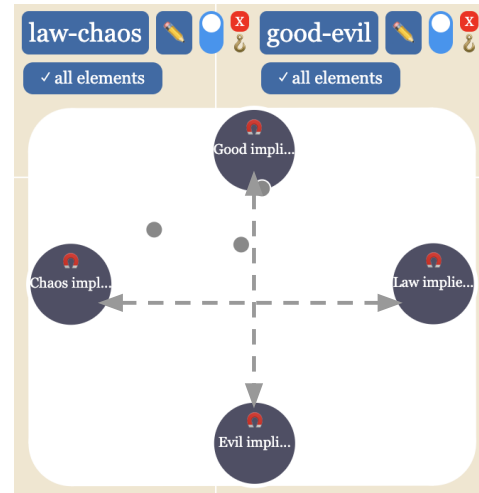 law-chaos
X
good-evil
X
✓ all elements
✓ all elements
Good impli...
Chaos impl...
Law implie...
Evil impli...